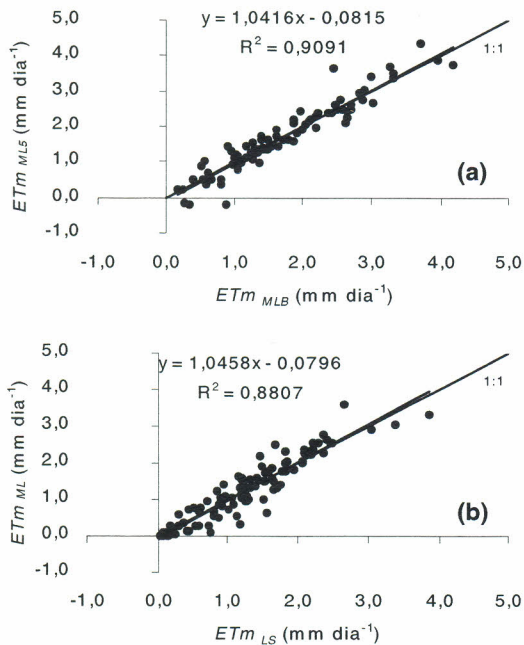 5,0
4,0
3,0
2,0
1,0
0,0
-1,0
y = 1,0416x - 0,0815
R² = 0,9091
1:1
(a)
-1,0 0,0 1,0 2,0 3,0 4,0 5,0
ETm ML5 (mm dia⁻¹)
ETm MLB (mm dia⁻¹)
5,0
4,0
3,0
2,0
1,0
0,0
-1,0
y = 1,0458x - 0,0796
R² = 0,8807
1:1
(b)
-1,0 0,0 1,0 2,0 3,0 4,0 5,0
ETm ML (mm dia⁻¹)
ETm LS (mm dia⁻¹)